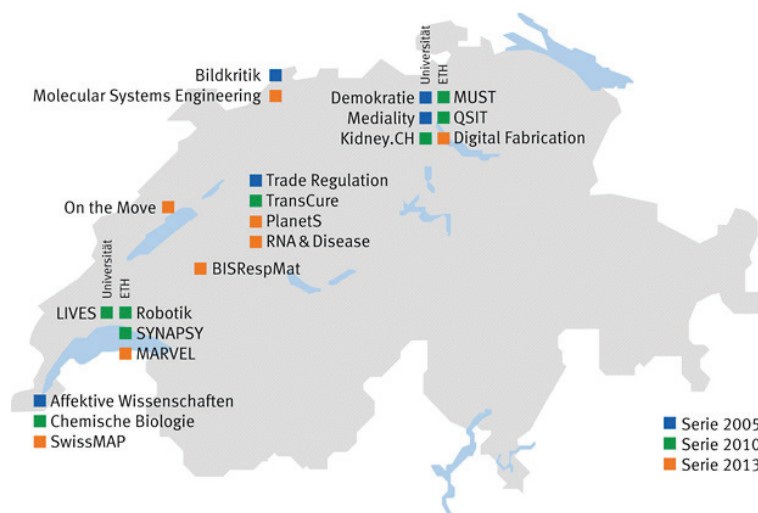 Bildkritik
Molecular Systems Engineering
Universität
ETH
Demokratie MUST
Mediality QSIT
Kidney.CH Digital Fabrication
Trade Regulation
TransCure
PlanetS
RNA & Disease
On the Move
BISRespMat
Universität
ETH
LIVES Robotik
SYNAPSY
MARVEL
Affektive Wissenschaften
Chemische Biologie
SwissMAP
Serie 2005
Serie 2010
Serie 2013